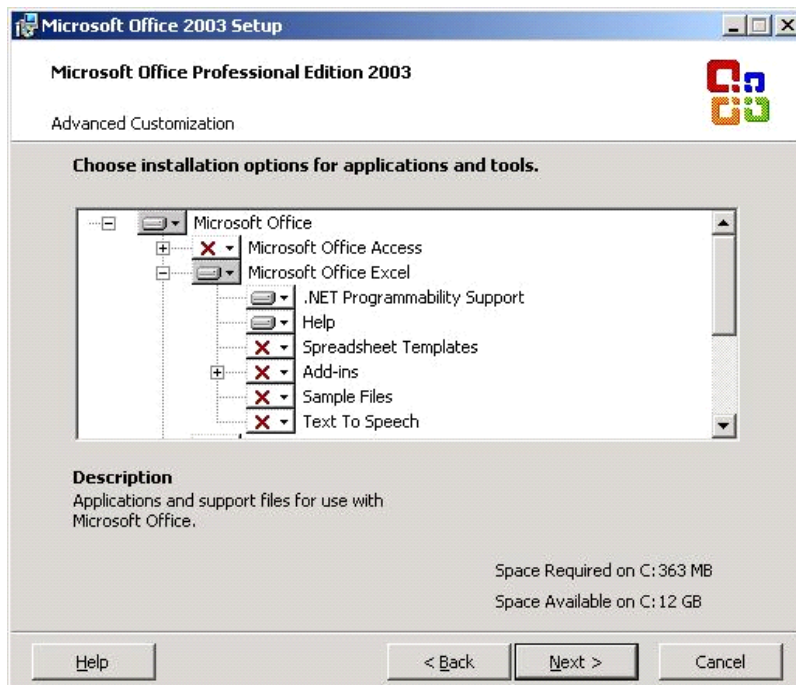 Microsoft Office 2003 Setup
Microsoft Office Professional Edition 2003
Advanced Customization
Choose installation options for applications and tools.
Microsoft Office
Microsoft Office Access
Microsoft Office Excel
.NET Programmability Support
Help
Spreadsheet Templates
Add-ins
Sample Files
Text To Speech
Description
Applications and support files for use with
Microsoft Office.
Space Required on C: 363 MB
Space Available on C: 12 GB
Help < Back Next > Cancel